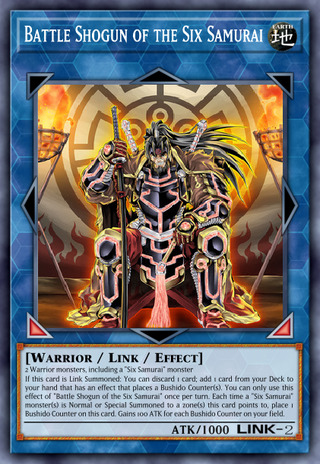 BATTLE SHOGUN OF THE SIX SAMURAI
EARTH
地
[WARRIOR / LINK / EFFECT]
2 Warrior monsters, including a "Six Samurai" monster
If this card is Link Summoned: You can discard 1 card; add 1 card from your Deck to
your hand that has an effect that places a Bushido Counter(s). You can only use this
effect of "Battle Shogun of the Six Samurai" once per turn. Each time a "Six Samurai"
monster(s) is Normal or Special Summoned to a zone(s) this card points to, place 1
Bushido Counter on this card. Gains 100 ATK for each Bushido Counter on your field.
ATK/1000 LINK-2